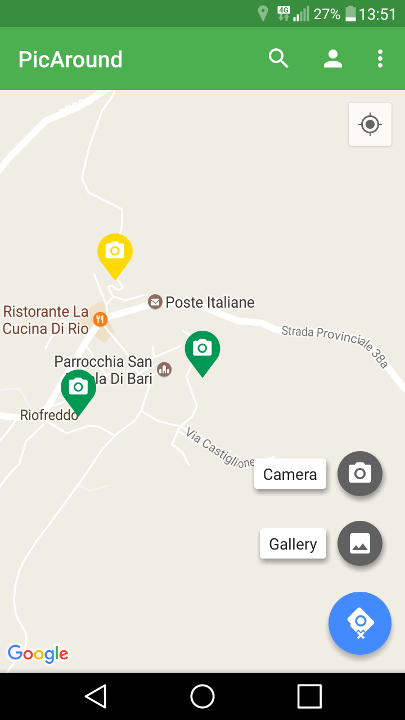 4G 27% 13:51
PicAround
Poste Italiane
Ristorante La
Cucina Di Rio
Strada Provinciale 38a
Parrocchia San
la Di Bari
Riofreddo
Via Castiglione
Camera
Gallery
Google